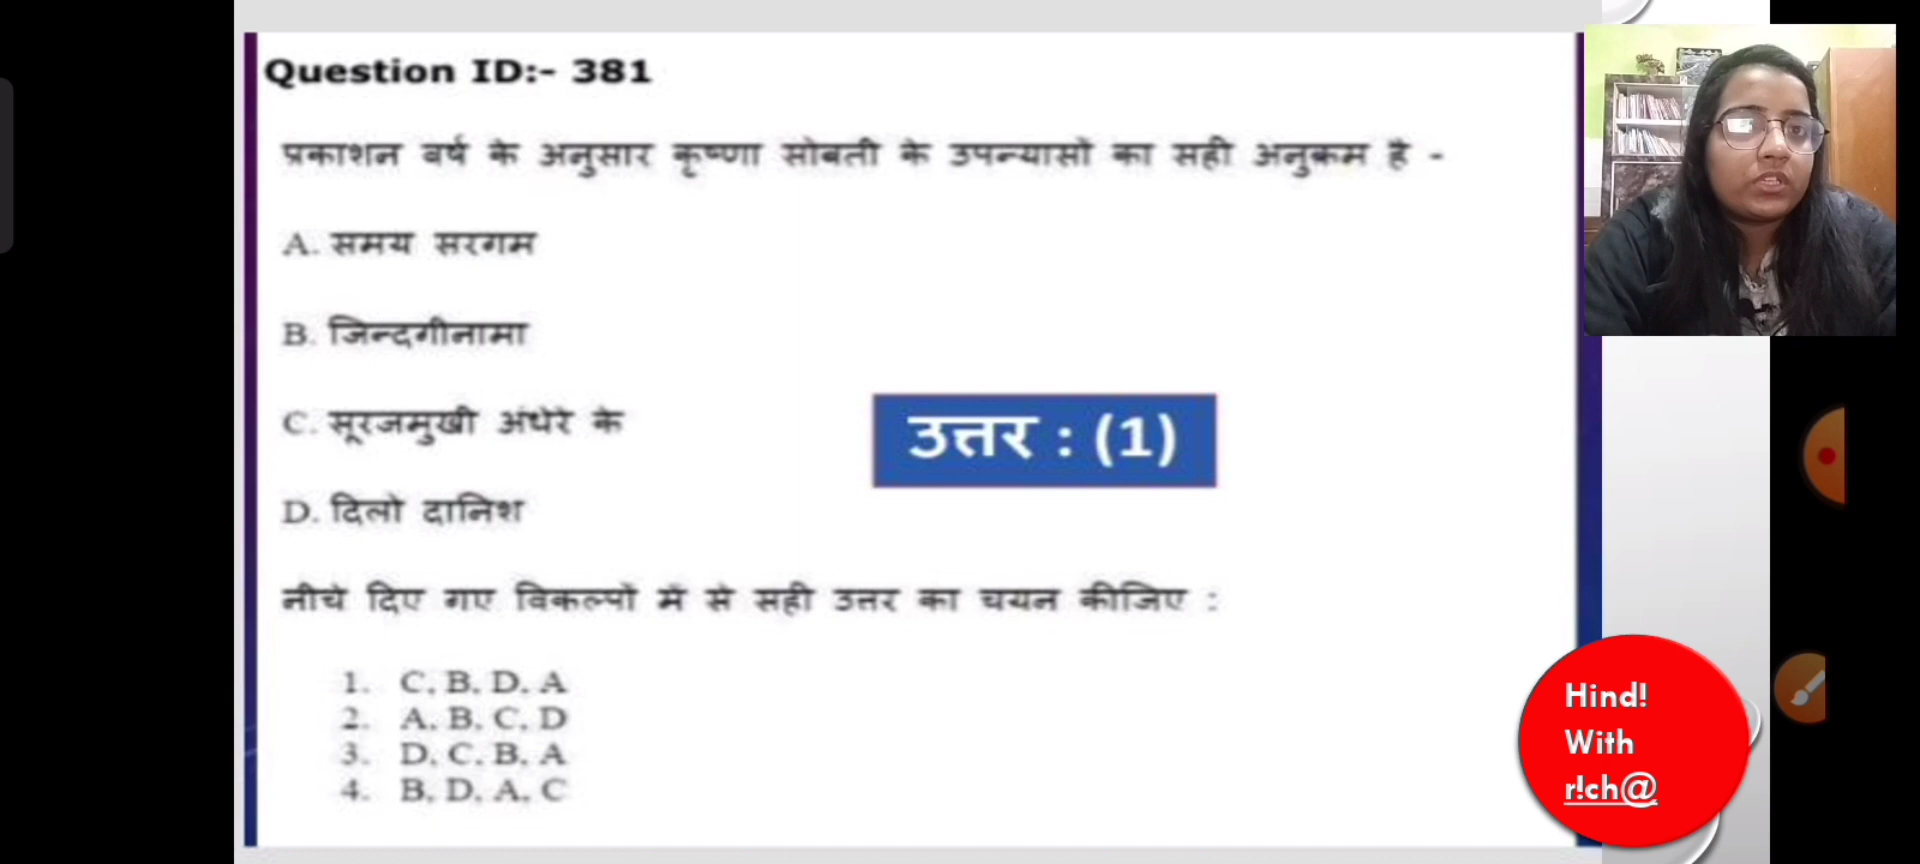 Question ID:- 381
प्रकाशन वर्ष के अनुसार कृष्णा सोबती के उपन्यासों का सही अनुक्रम है -
A. समय सरगम
B. जिन्दगीनामा
C. सूरजमुखी अंधेरे के
उत्तर : (1)
D. दिलो दानिश
नीचे दिए गए विकल्पों में से सही उत्तर का चयन कीजिए :
1. C, B, D, A
2. A, B, C, D
3. D, C, B, A
4. B, D, A, C
Hind!
With
r!ch@